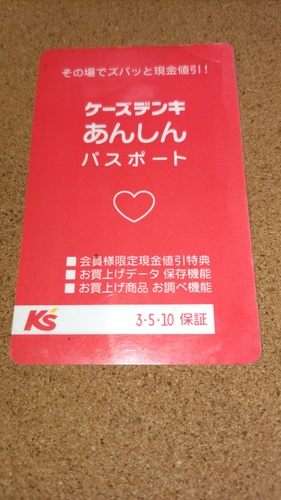 その場でズバッと現金値引！
ケーズデンキ
あんしん
パスポート
■会員様限定現金値引特典
■お買上げデータ 保存機能
■お買上げ商品 お調べ機能
K's 3・5・10 保証